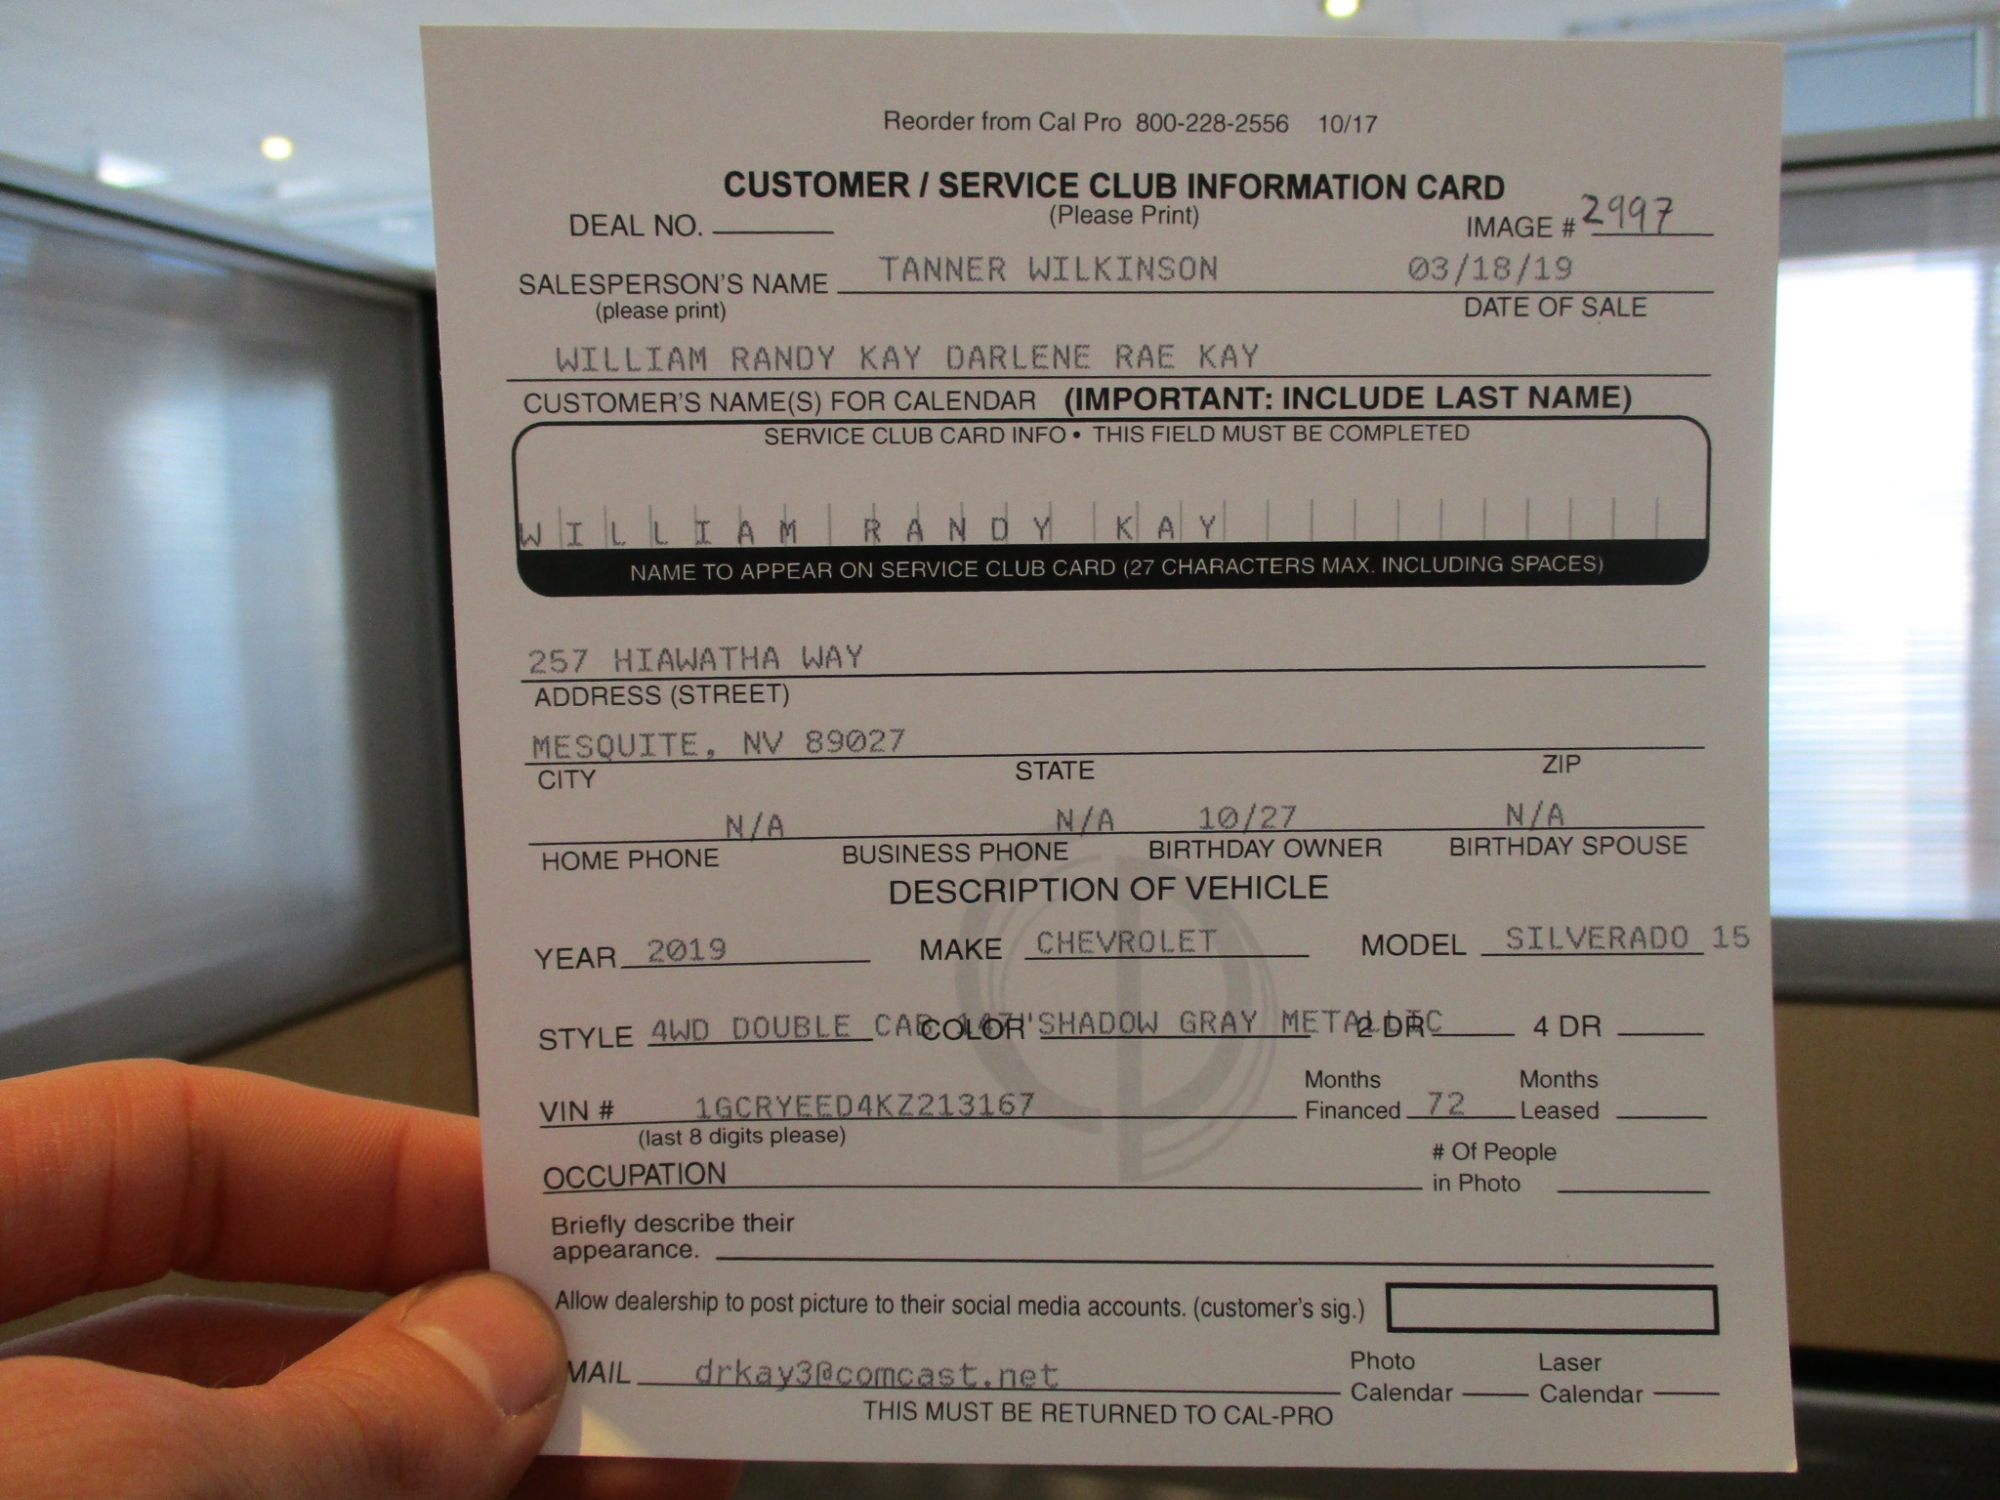 Reorder from Cal Pro 800-228-2556 10/17
CUSTOMER / SERVICE CLUB INFORMATION CARD
(Please Print)
DEAL NO. IMAGE # 2997
SALESPERSON'S NAME TANNER WILKINSON 03/18/19
(please print) DATE OF SALE
WILLIAM RANDY KAY DARLENE RAE KAY
CUSTOMER'S NAME(S) FOR CALENDAR (IMPORTANT: INCLUDE LAST NAME)
SERVICE CLUB CARD INFO • THIS FIELD MUST BE COMPLETED
WILLIAM RANDY KAY
NAME TO APPEAR ON SERVICE CLUB CARD (27 CHARACTERS MAX. INCLUDING SPACES)
257 HIAWATHA WAY
ADDRESS (STREET)
MESQUITE, NV 89027
CITY STATE ZIP
N/A N/A 10/27 N/A
HOME PHONE BUSINESS PHONE BIRTHDAY OWNER BIRTHDAY SPOUSE
DESCRIPTION OF VEHICLE
YEAR 2019 MAKE CHEVROLET MODEL SILVERADO 15
STYLE 4WD DOUBLE CAB 147" COLOR SHADOW GRAY METALLIC 2 DR 4 DR
Months Months
VIN # 1GCRYEED4KZ213167 Financed 72 Leased
(last 8 digits please)
# Of People
OCCUPATION in Photo
Briefly describe their
appearance.
Allow dealership to post picture to their social media accounts. (customer's sig.)
Photo Laser
MAIL drkay3@comcast.net Calendar Calendar
THIS MUST BE RETURNED TO CAL-PRO